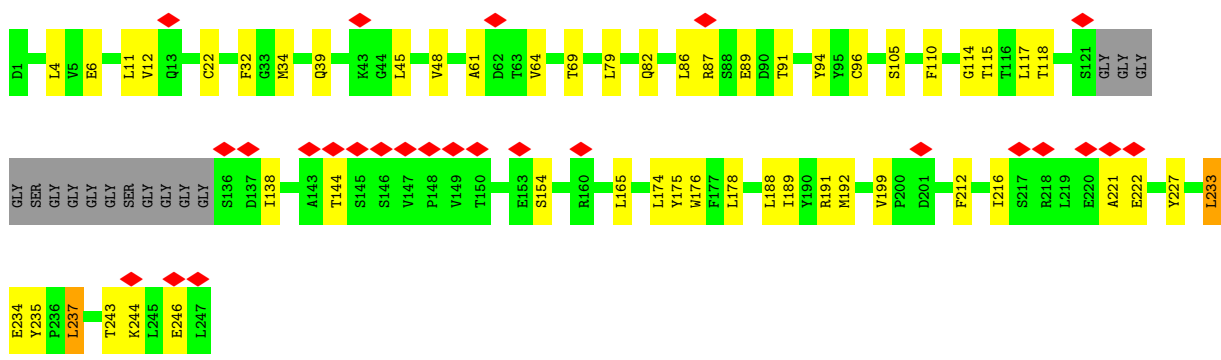 D1 L4 V5 E6 L11 V12 Q13 C22 F32 G33 M34 Q39 K43 G44 L45 V48 A61 D62 T63 V64 T69 L79 Q82 L86 R87 S88 E89 D90 T91 Y94 Y95 C96 S105 F110 G114 T115 T116 L117 T118 S121 GLY GLY GLY
GLY SER GLY GLY GLY GLY SER GLY GLY GLY GLY S136 D137 I138 A143 T144 S145 S146 V147 P148 V149 T150 E153 S154 R160 L165 L174 Y175 W176 F177 L178 L188 I189 Y190 R191 M192 V199 P200 D201 F212 I216 S217 R218 L219 E220 A221 E222 Y227 L233
E234 Y235 P236 L237 T243 K244 L245 E246 L247